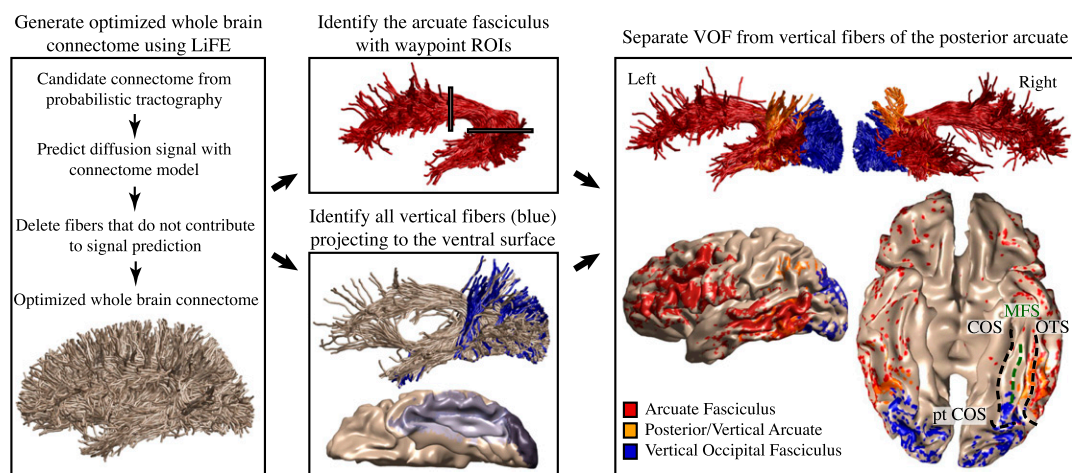 Generate optimized whole brain
connectome using LiFE
Candidate connectome from
probabilistic tractography
Predict diffusion signal with
connectome model
Delete fibers that do not contribute
to signal prediction
Optimized whole brain connectome
Identify the arcuate fasciculus
with waypoint ROIs
Identify all vertical fibers (blue)
projecting to the ventral surface
Separate VOF from vertical fibers of the posterior arcuate
Left
Right
MFS
COS
OTS
pt COS
Arcuate Fasciculus
Posterior/Vertical Arcuate
Vertical Occipital Fasciculus